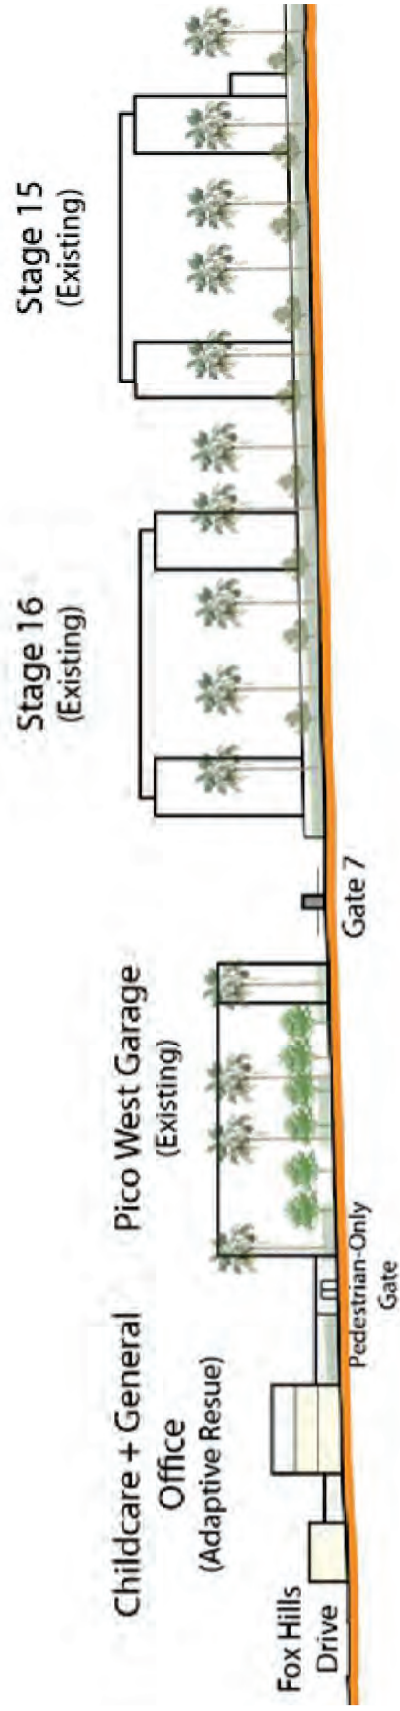 Fox Hills
Drive
Childcare + General
Office
(Adaptive Resue)
Pedestrian-Only
Gate
Pico West Garage
(Existing)
Gate 7
Stage 16
(Existing)
Stage 15
(Existing)